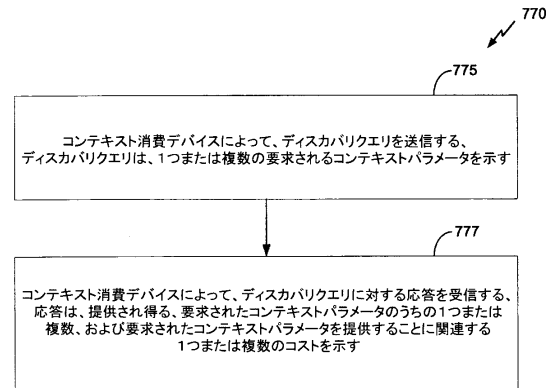 770
775
コンテキスト消費デバイスによって、ディスカバリクエリを送信する、
ディスカバリクエリは、1つまたは複数の要求されるコンテキストパラメータを示す
777
コンテキスト消費デバイスによって、ディスカバリクエリに対する応答を受信する、
応答は、提供され得る、要求されたコンテキストパラメータのうちの1つまたは
複数、および要求されたコンテキストパラメータを提供することに関連する
1つまたは複数のコストを示す